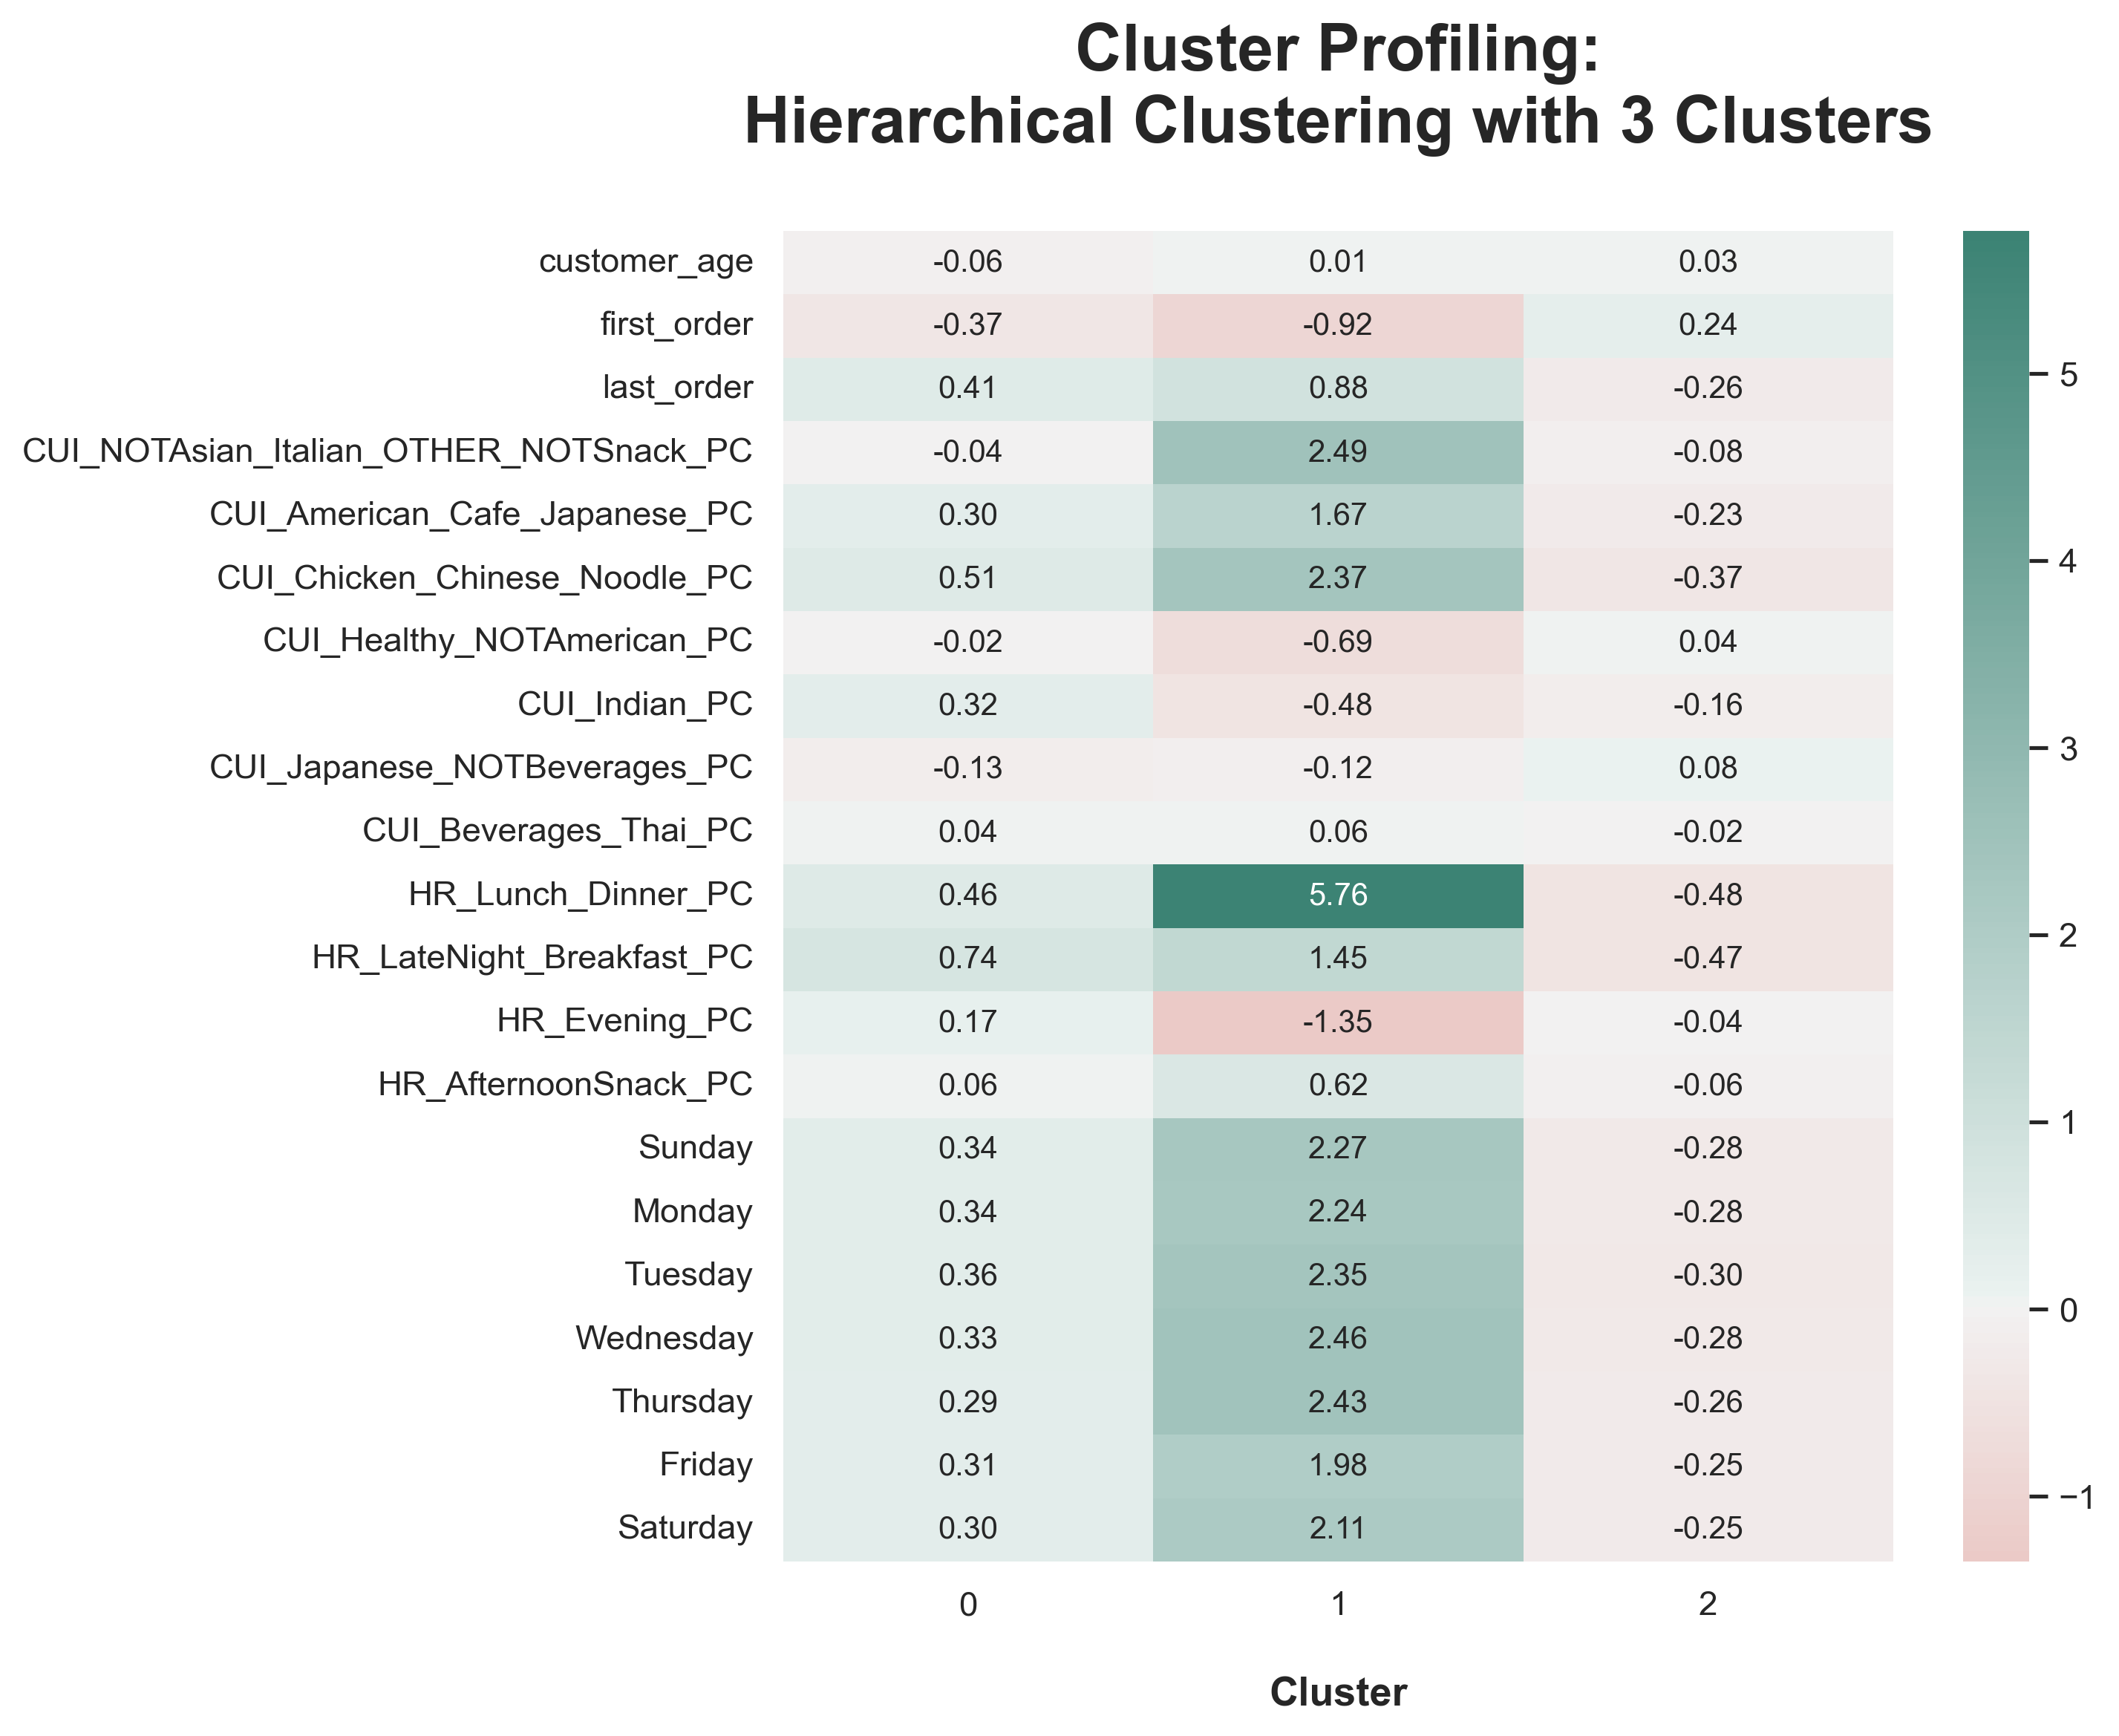 Cluster Profiling:
Hierarchical Clustering with 3 Clusters
customer_age -0.06 0.01 0.03
first_order -0.37 -0.92 0.24
last_order 0.41 0.88 -0.26
CUI_NOTAsian_Italian_OTHER_NOTSnack_PC -0.04 2.49 -0.08
CUI_American_Cafe_Japanese_PC 0.30 1.67 -0.23
CUI_Chicken_Chinese_Noodle_PC 0.51 2.37 -0.37
CUI_Healthy_NOTAmerican_PC -0.02 -0.69 0.04
CUI_Indian_PC 0.32 -0.48 -0.16
CUI_Japanese_NOTBeverages_PC -0.13 -0.12 0.08
CUI_Beverages_Thai_PC 0.04 0.06 -0.02
HR_Lunch_Dinner_PC 0.46 5.76 -0.48
HR_LateNight_Breakfast_PC 0.74 1.45 -0.47
HR_Evening_PC 0.17 -1.35 -0.04
HR_AfternoonSnack_PC 0.06 0.62 -0.06
Sunday 0.34 2.27 -0.28
Monday 0.34 2.24 -0.28
Tuesday 0.36 2.35 -0.30
Wednesday 0.33 2.46 -0.28
Thursday 0.29 2.43 -0.26
Friday 0.31 1.98 -0.25
Saturday 0.30 2.11 -0.25
0 1 2
Cluster
5
4
3
2
1
0
−1